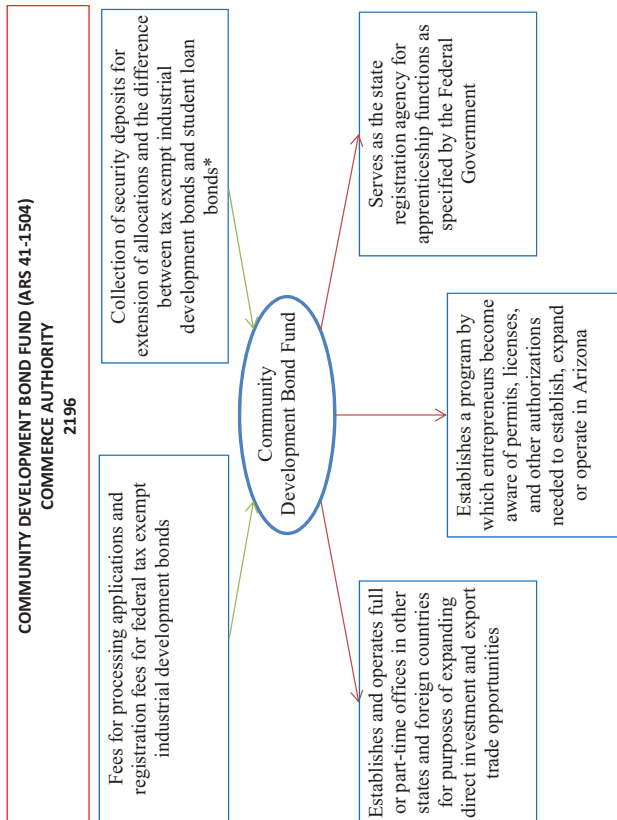 COMMUNITY DEVELOPMENT BOND FUND (ARS 41-1504)
COMMERCE AUTHORITY
2196
Fees for processing applications and
registration fees for federal tax exempt
industrial development bonds
Collection of security deposits for
extension of allocations and the difference
between tax exempt industrial
development bonds and student loan
bonds*
Community
Development Bond Fund
Establishes and operates full
or part-time offices in other
states and foreign countries
for purposes of expanding
direct investment and export
trade opportunities
Establishes a program by
which entrepreneurs become
aware of permits, licenses,
and other authorizations
needed to establish, expand
or operate in Arizona
Serves as the state
registration agency for
apprenticeship functions as
specified by the Federal
Government